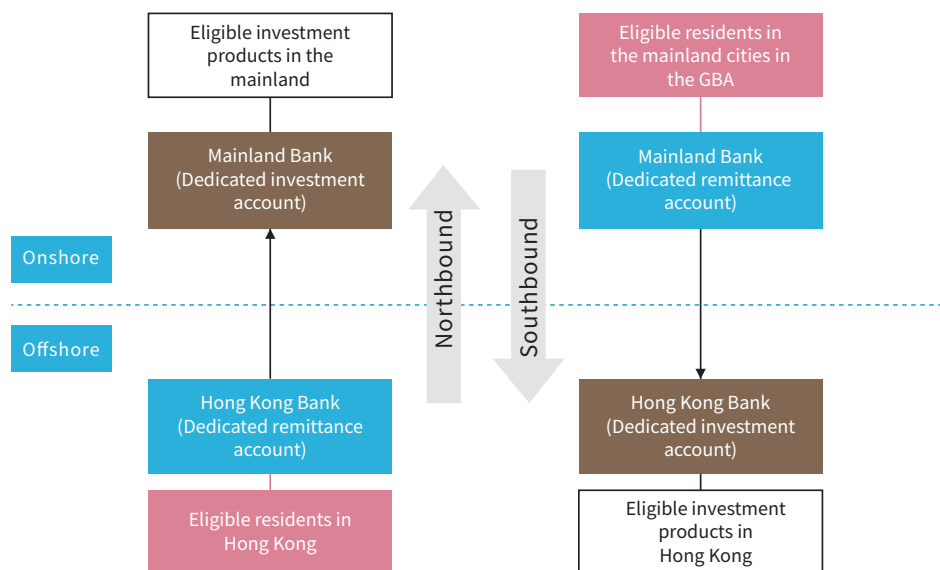 Eligible investment
products in the
mainland
Eligible residents in
the mainland cities in
the GBA
Mainland Bank
(Dedicated investment
account)
Mainland Bank
(Dedicated remittance
account)
Northbound
Southbound
Onshore
Offshore
Hong Kong Bank
(Dedicated remittance
account)
Hong Kong Bank
(Dedicated investment
account)
Eligible residents in
Hong Kong
Eligible investment
products in
Hong Kong